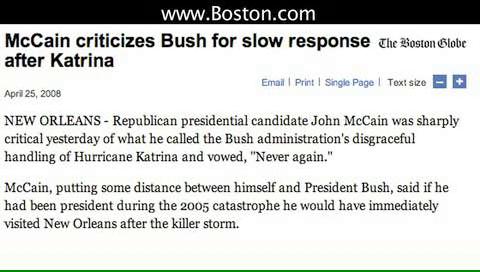 www.Boston.com
McCain criticizes Bush for slow response
after Katrina
The Boston Globe
Email | Print | Single Page | Text size – +
April 25, 2008
NEW ORLEANS - Republican presidential candidate John McCain was sharply
critical yesterday of what he called the Bush administration's disgraceful
handling of Hurricane Katrina and vowed, "Never again."
McCain, putting some distance between himself and President Bush, said if he
had been president during the 2005 catastrophe he would have immediately
visited New Orleans after the killer storm.